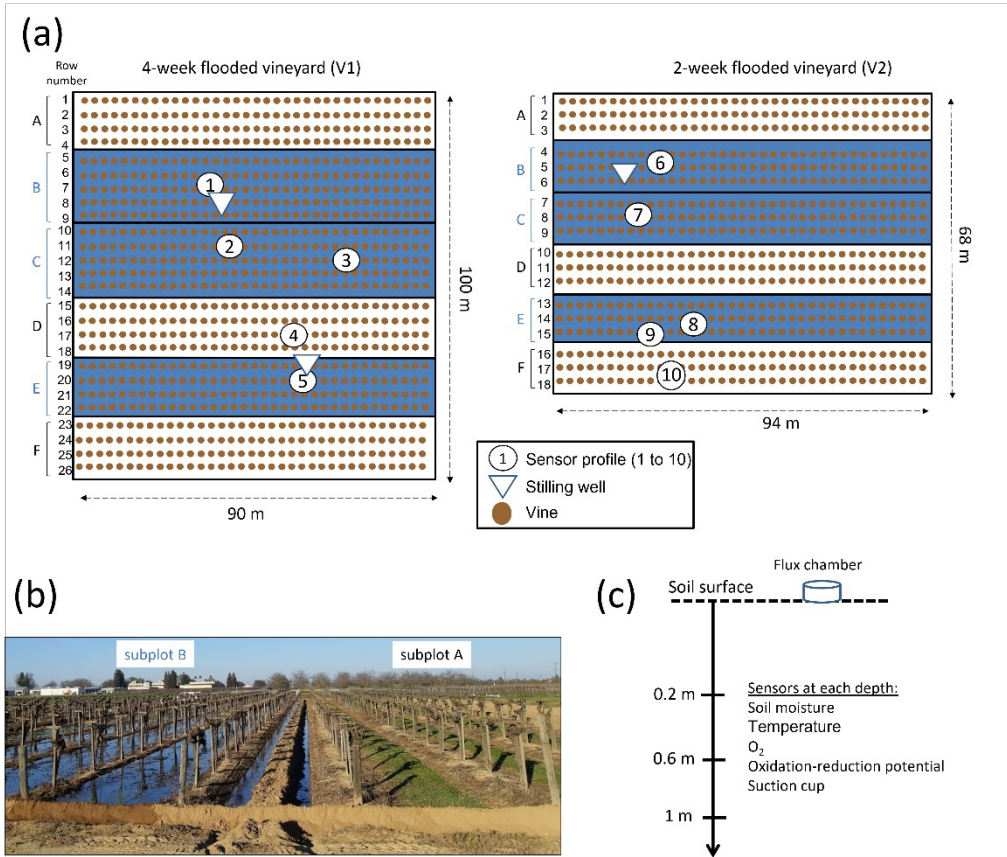 (a)
Row
number
4-week flooded vineyard (V1)
A
1
2
3
4
B
5
6
7
8
9
C
10
11
12
13
14
D
15
16
17
18
E
19
20
21
22
F
23
24
25
26
1
2
3
4
5
100 m
90 m
2-week flooded vineyard (V2)
A
1
2
3
B
4
5
6
C
7
8
9
D
10
11
12
E
13
14
15
F
16
17
18
6
7
8
9
10
68 m
94 m
1 Sensor profile (1 to 10)
Stilling well
Vine
(b)
subplot B
subplot A
(c)
Flux chamber
Soil surface
0.2 m
0.6 m
1 m
Sensors at each depth:
Soil moisture
Temperature
O₂
Oxidation-reduction potential
Suction cup